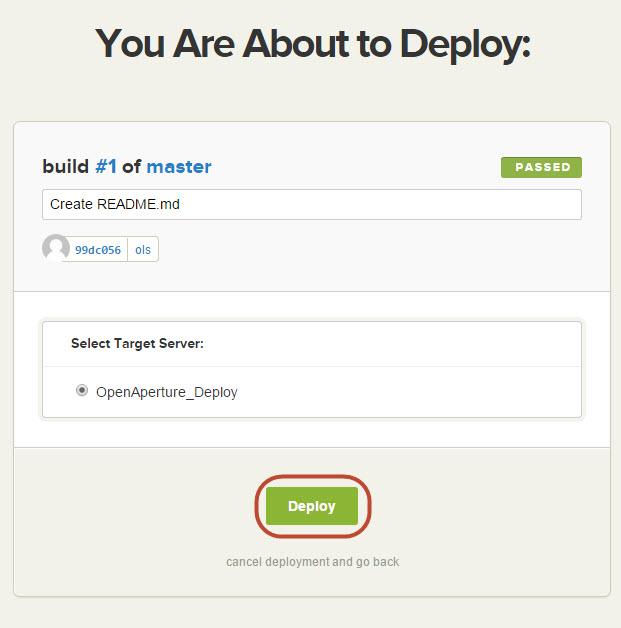 You Are About to Deploy:
build #1 of master
PASSED
Create README.md
99dc056 ols
Select Target Server:
OpenAperture_Deploy
Deploy
cancel deployment and go back